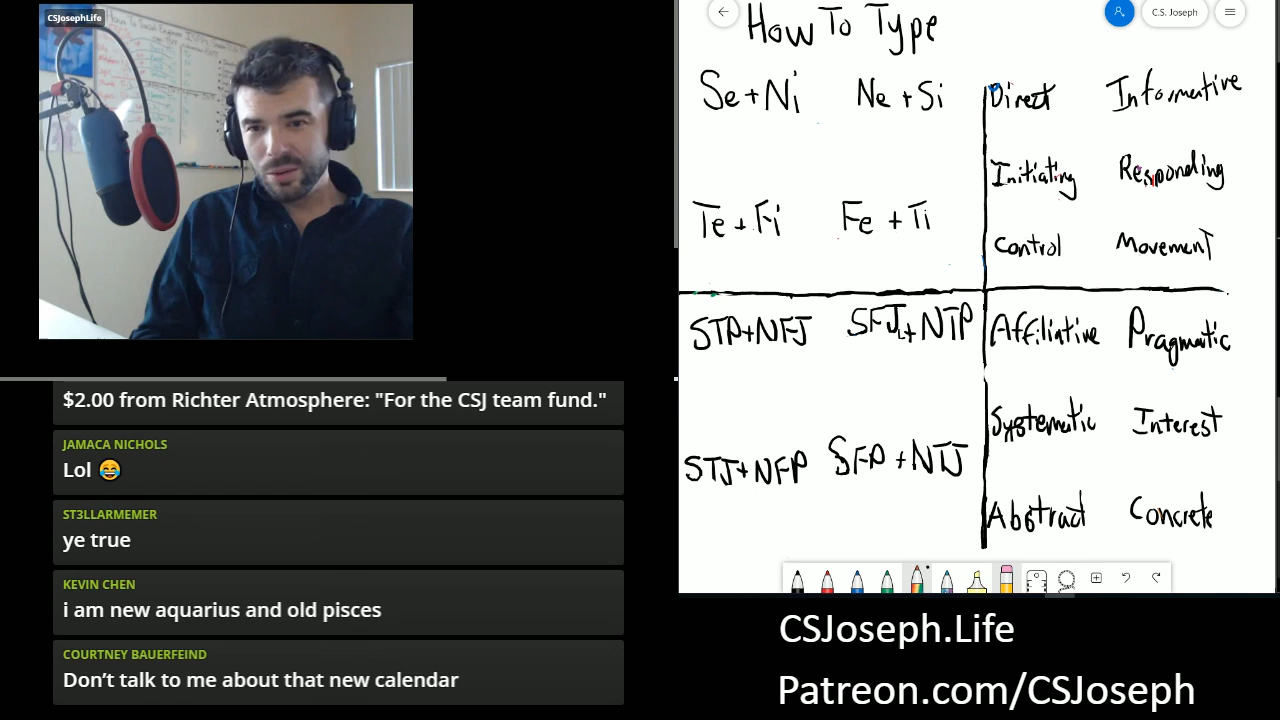 CSJosephLife
$2.00 from Richter Atmosphere: "For the CSJ team fund."
JAMACA NICHOLS
Lol 😂
ST3LLARMEMER
ye true
KEVIN CHEN
i am new aquarius and old pisces
COURTNEY BAUERFEIND
Don't talk to me about that new calendar
C.S. Joseph
How To Type
Se + Ni Ne + Si Direct Informative
Initiating Responding
Te + Fi Fe + Ti
Control Movement
STP + NFJ SFJ + NTP Affiliative Pragmatic
Systematic Interest
STJ + NFP SFP + NTJ
Abstract Concrete
CSJoseph.Life
Patreon.com/CSJoseph